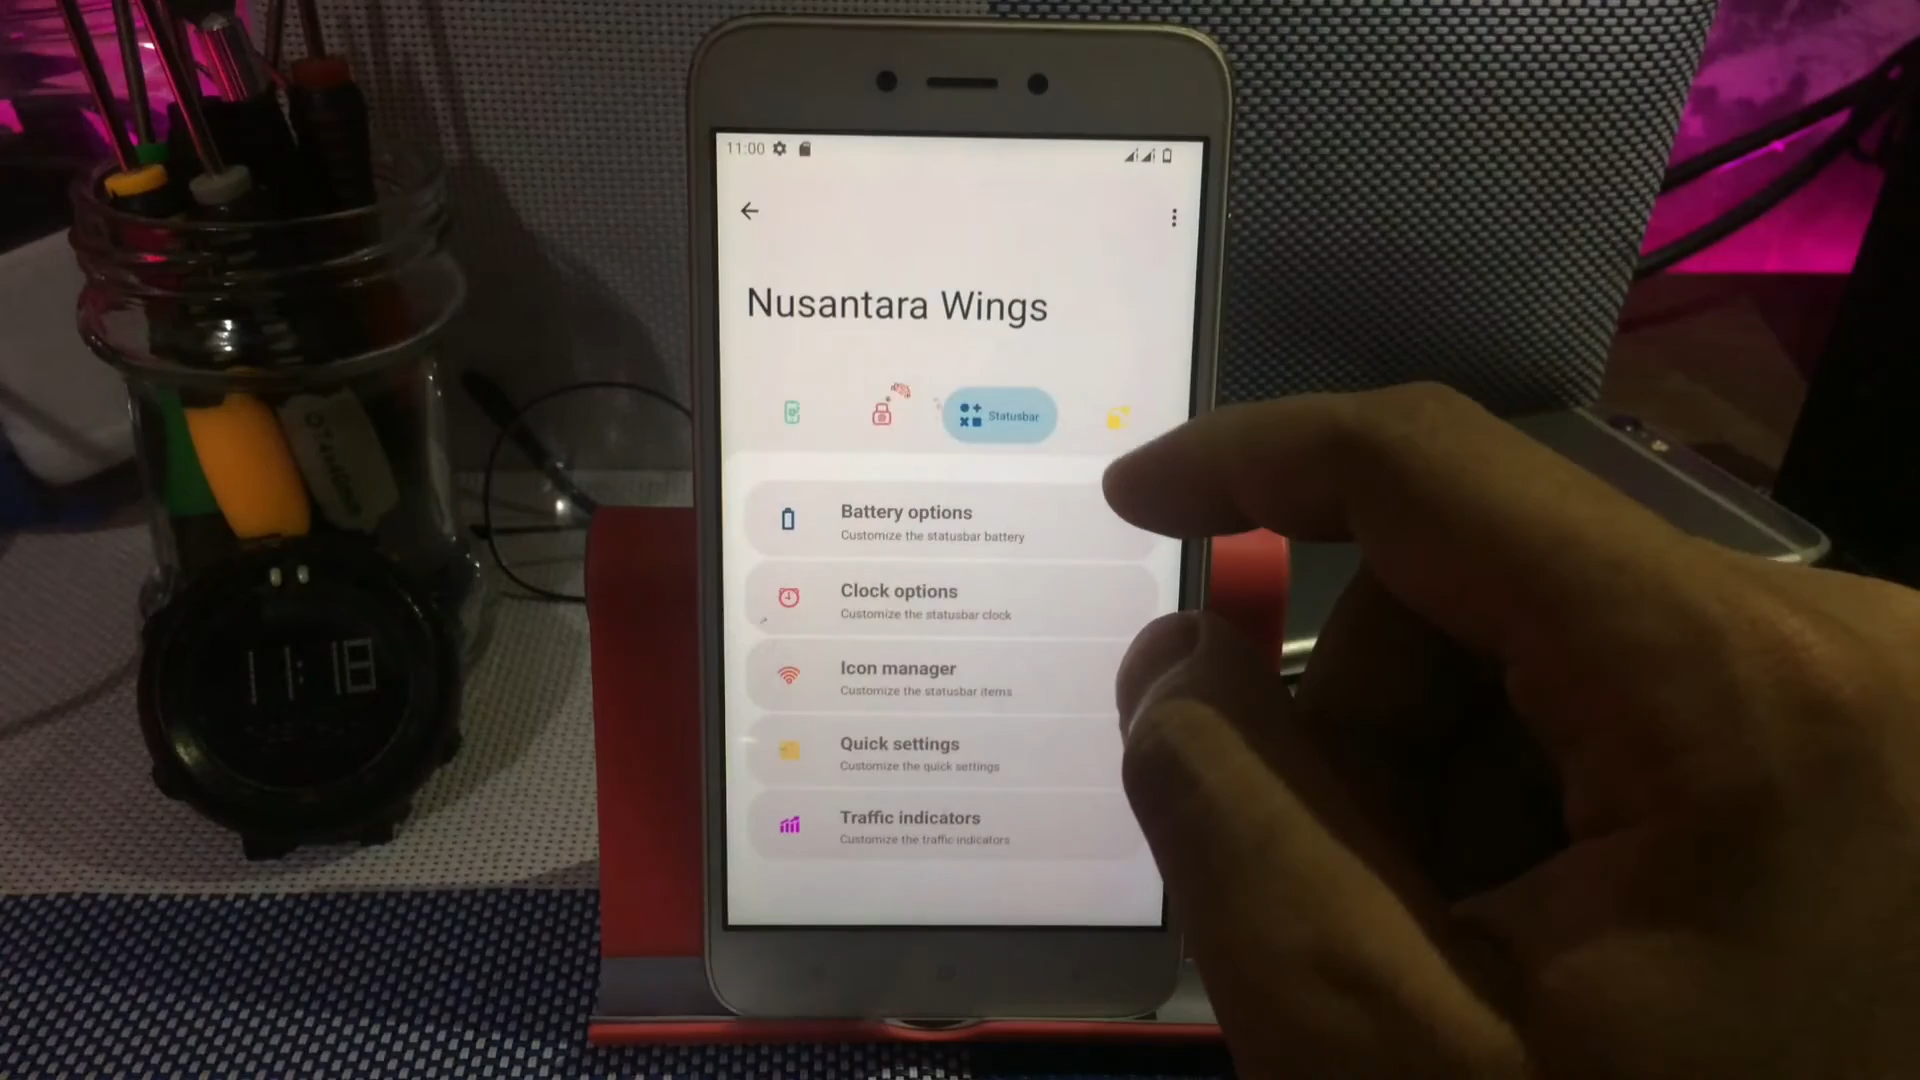 11:00
Nusantara Wings
Statusbar
Battery options
Customize the statusbar battery
Clock options
Customize the statusbar clock
Icon manager
Customize the statusbar items
Quick settings
Customize the quick settings
Traffic indicators
Customize the traffic indicators
11:18